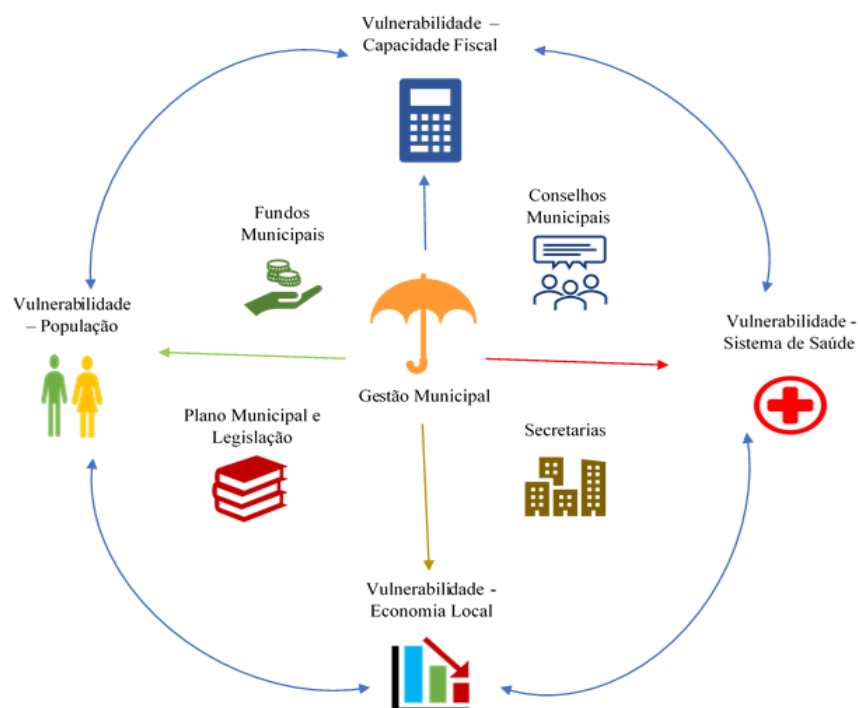 Vulnerabilidade –
Capacidade Fiscal
Fundos
Municipais
Conselhos
Municipais
Vulnerabilidade
– População
Vulnerabilidade -
Sistema de Saúde
Gestão Municipal
Plano Municipal e
Legislação
Secretarias
Vulnerabilidade -
Economia Local